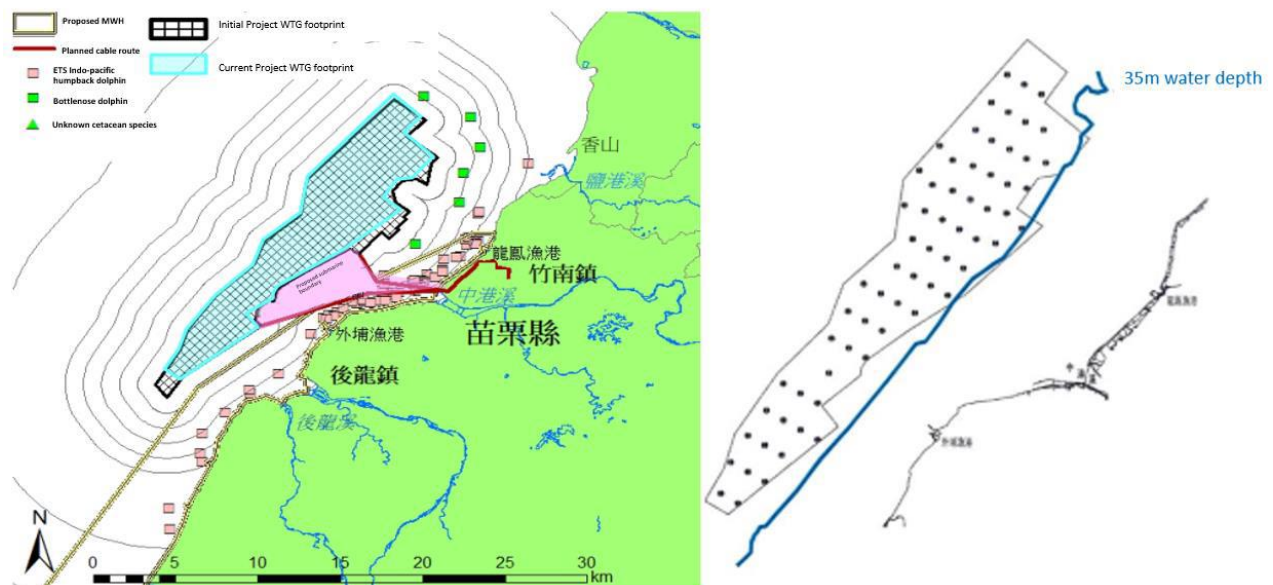 Proposed MWH
Initial Project WTG footprint
Planned cable route
Current Project WTG footprint
ETS Indo-pacific
humpback dolphin
Bottlenose dolphin
Unknown cetacean species
35m water depth
香山
鹽港溪
龍鳳漁港
竹南鎮
Proposed submarine
boundary
中港溪
苗栗縣
外埔漁港
後龍鎮
後龍溪
N
0 5 10 15 20 25 30
km